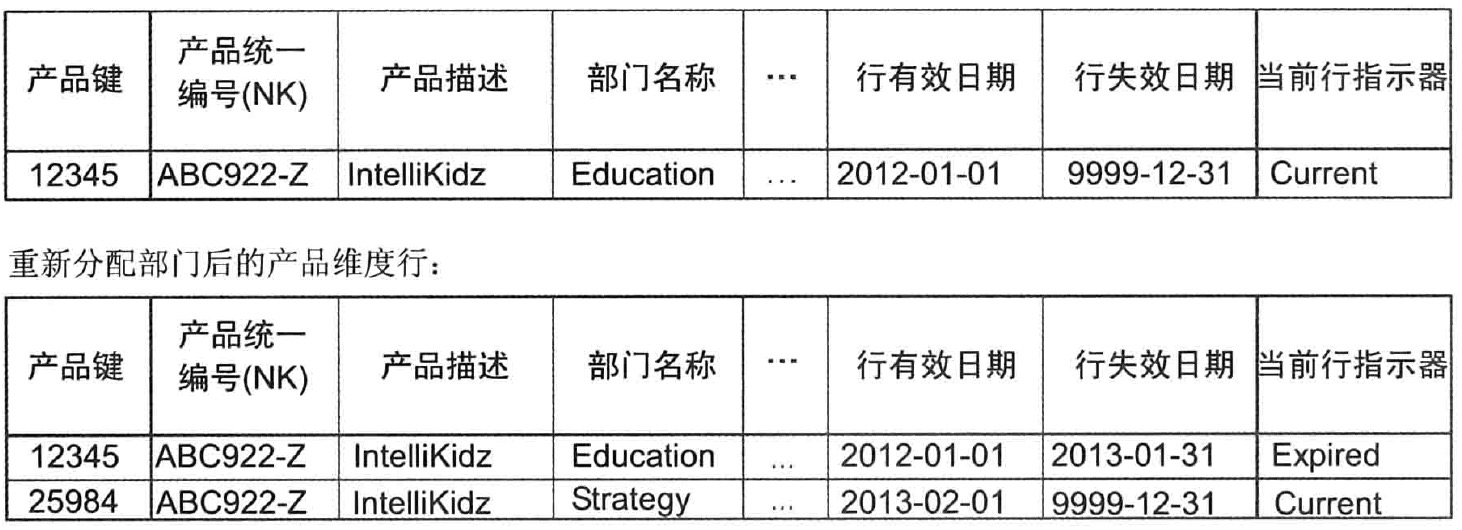 产品键 产品统一编号(NK) 产品描述 部门名称 … 行有效日期 行失效日期 当前行指示器
12345 ABC922-Z IntelliKidz Education … 2012-01-01 9999-12-31 Current
重新分配部门后的产品维度行：
产品键 产品统一编号(NK) 产品描述 部门名称 … 行有效日期 行失效日期 当前行指示器
12345 ABC922-Z IntelliKidz Education … 2012-01-01 2013-01-31 Expired
25984 ABC922-Z IntelliKidz Strategy … 2013-02-01 9999-12-31 Current